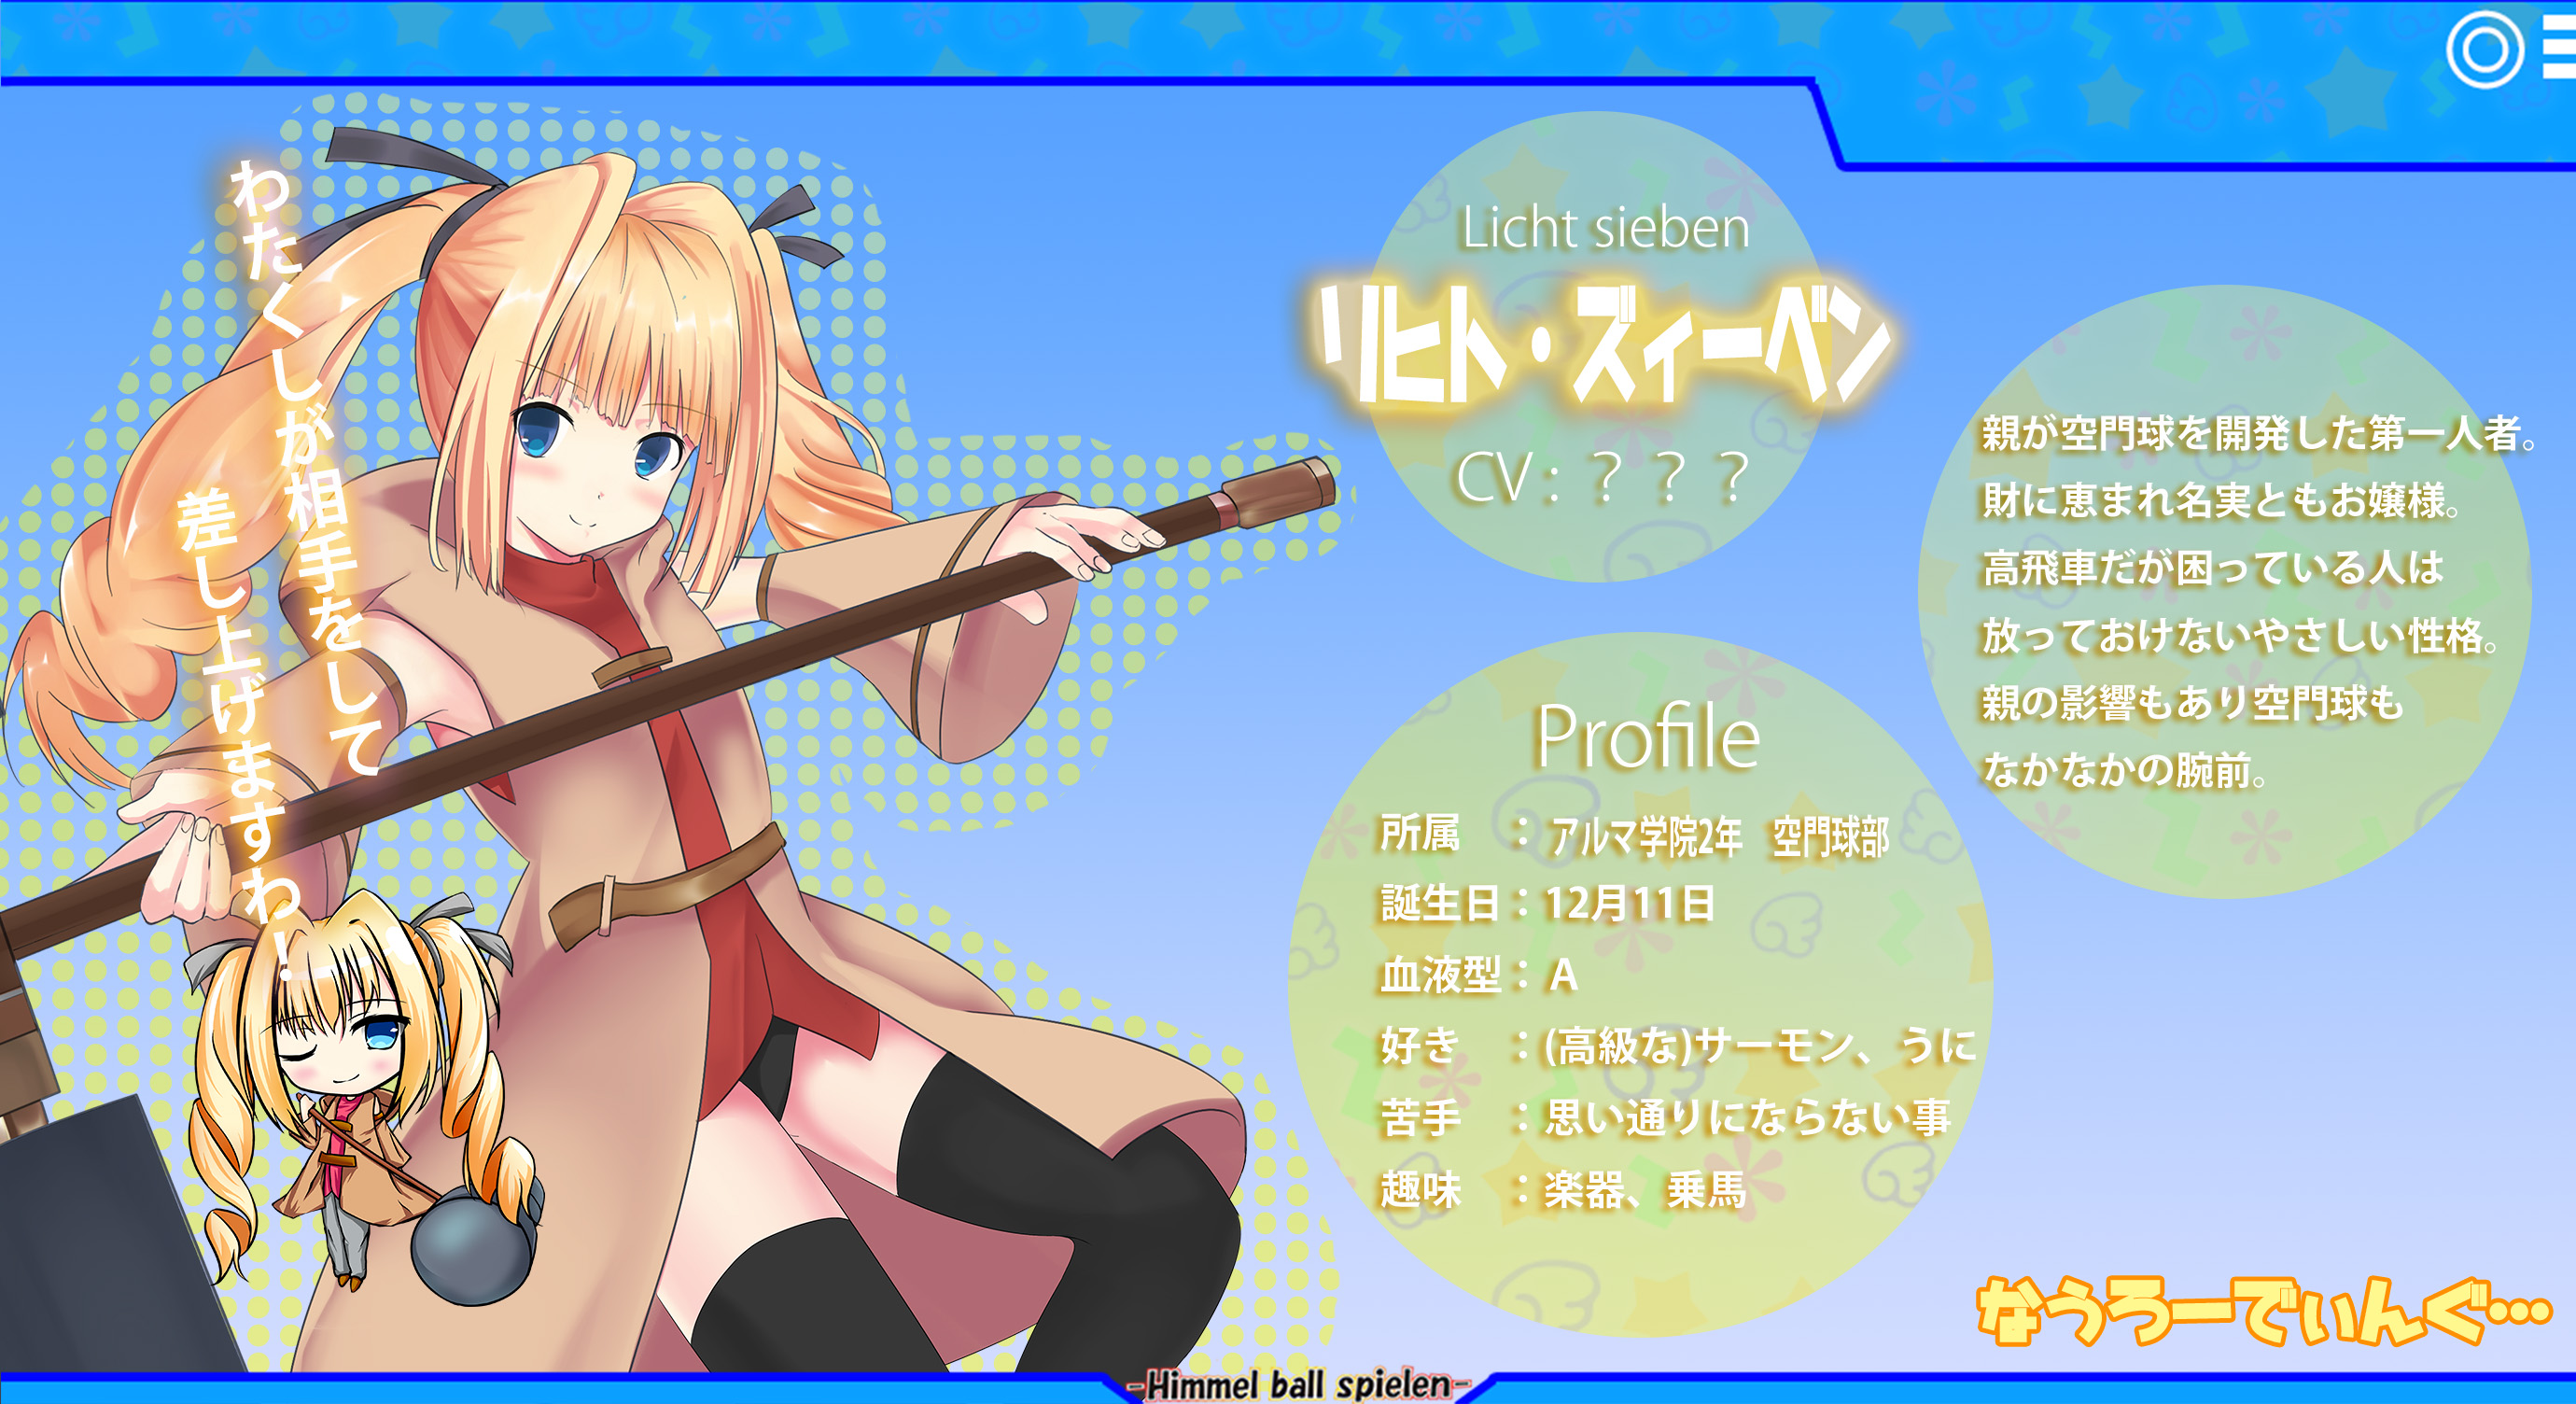 わたくしが相手をして
差し上げますわ！
Licht sieben
リヒト・ズィーベン
CV : ？？？
親が空門球を開発した第一人者。
財に恵まれ名実ともお嬢様。
高飛車だが困っている人は
放っておけないやさしい性格。
親の影響もあり空門球も
なかなかの腕前。
Profile
所属　：アルマ学院2年　空門球部
誕生日：12月11日
血液型：A
好き　：(高級な)サーモン、うに
苦手　：思い通りにならない事
趣味　：楽器、乗馬
なうろーでぃんぐ…
-Himmel ball spielen-